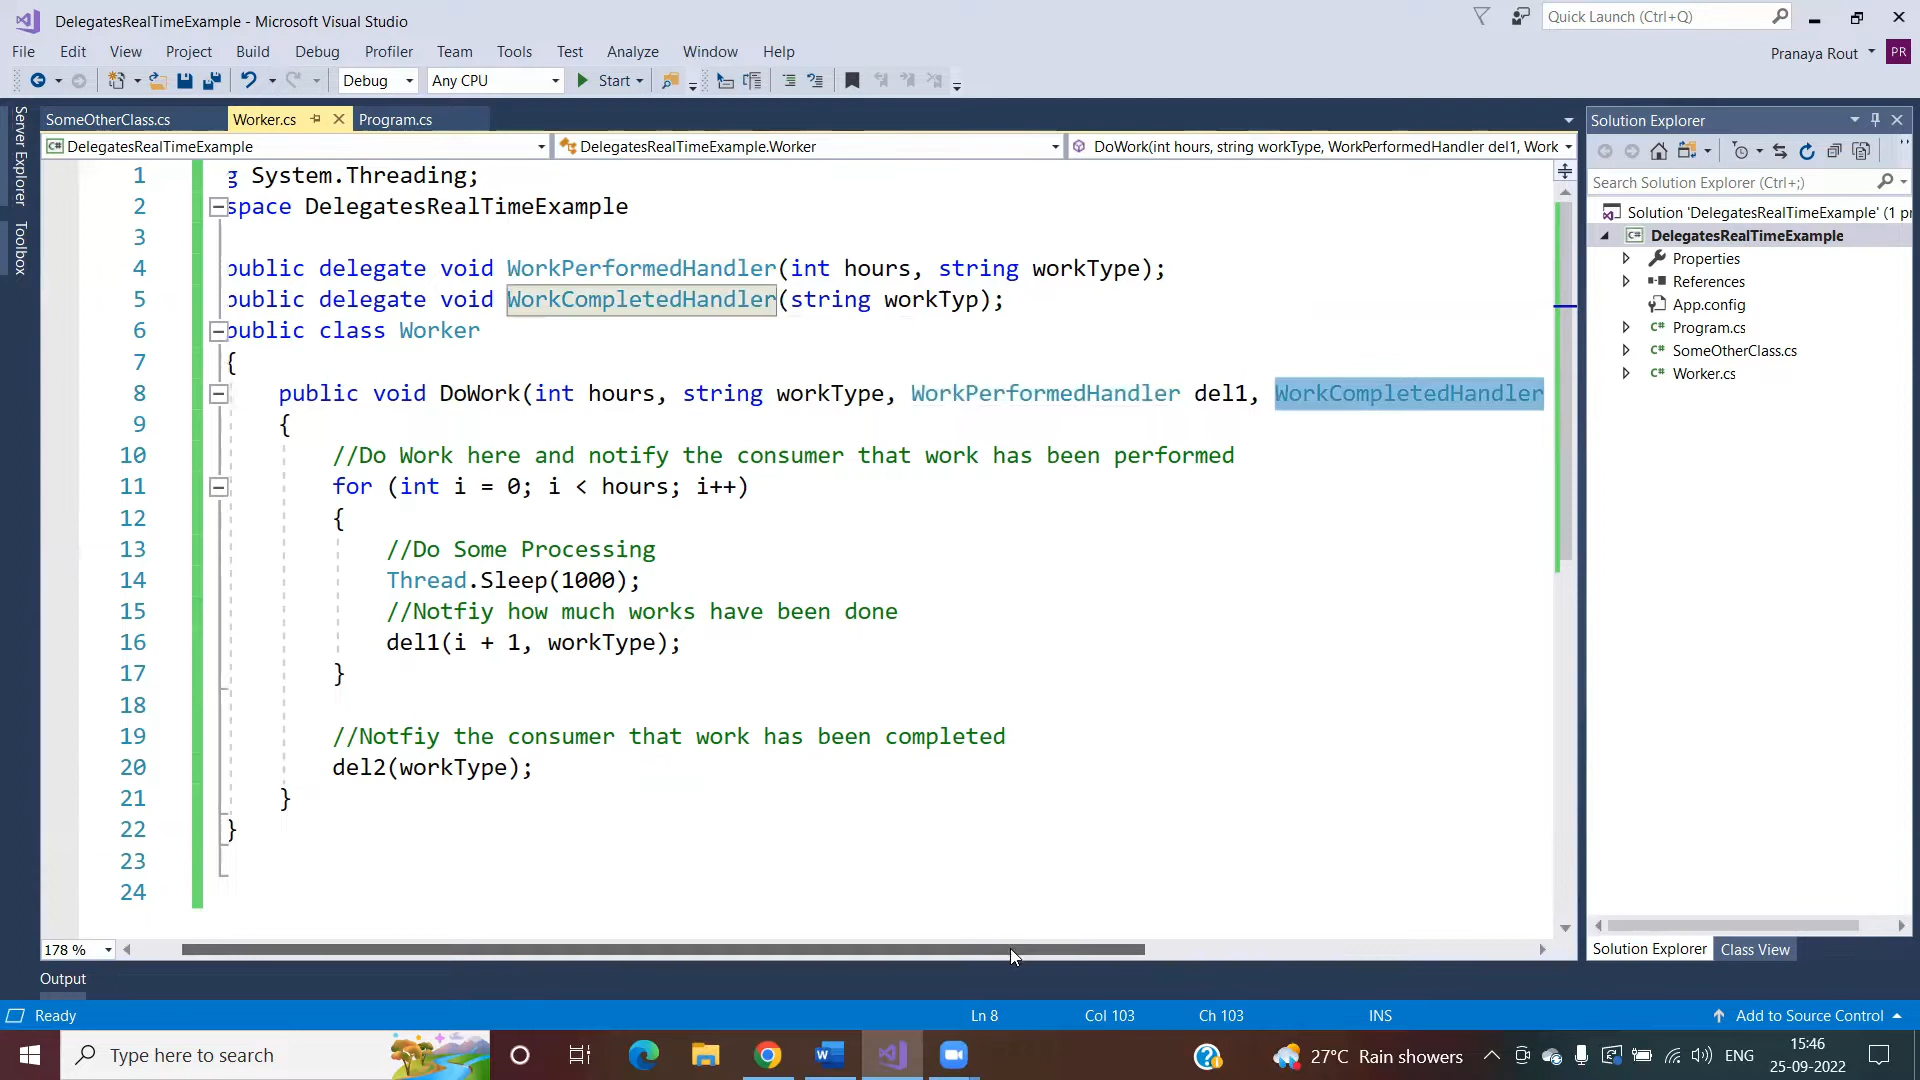 DelegatesRealTimeExample - Microsoft Visual Studio
Quick Launch (Ctrl+Q)
File Edit View Project Build Debug Profiler Team Tools Test Analyze Window Help
Pranaya Rout PR
Debug Any CPU Start
Server Explorer
Toolbox
SomeOtherClass.cs Worker.cs Program.cs
DelegatesRealTimeExample DelegatesRealTimeExample.Worker DoWork(int hours, string workType, WorkPerformedHandler del1, Work
1 g System.Threading;
2 space DelegatesRealTimeExample
3
4 public delegate void WorkPerformedHandler(int hours, string workType);
5 public delegate void WorkCompletedHandler(string workTyp);
6 public class Worker
7 {
8 public void DoWork(int hours, string workType, WorkPerformedHandler del1, WorkCompletedHandler
9 {
10 //Do Work here and notify the consumer that work has been performed
11 for (int i = 0; i < hours; i++)
12 {
13 //Do Some Processing
14 Thread.Sleep(1000);
15 //Notfiy how much works have been done
16 del1(i + 1, workType);
17 }
18
19 //Notfiy the consumer that work has been completed
20 del2(workType);
21 }
22 }
23
24
178 %
Output
Solution Explorer
Search Solution Explorer (Ctrl+;)
Solution 'DelegatesRealTimeExample' (1 pr
C# DelegatesRealTimeExample
Properties
References
App.config
C# Program.cs
C# SomeOtherClass.cs
C# Worker.cs
Solution Explorer Class View
Ready Ln 8 Col 103 Ch 103 INS Add to Source Control
Type here to search
27°C Rain showers ENG 15:46
25-09-2022